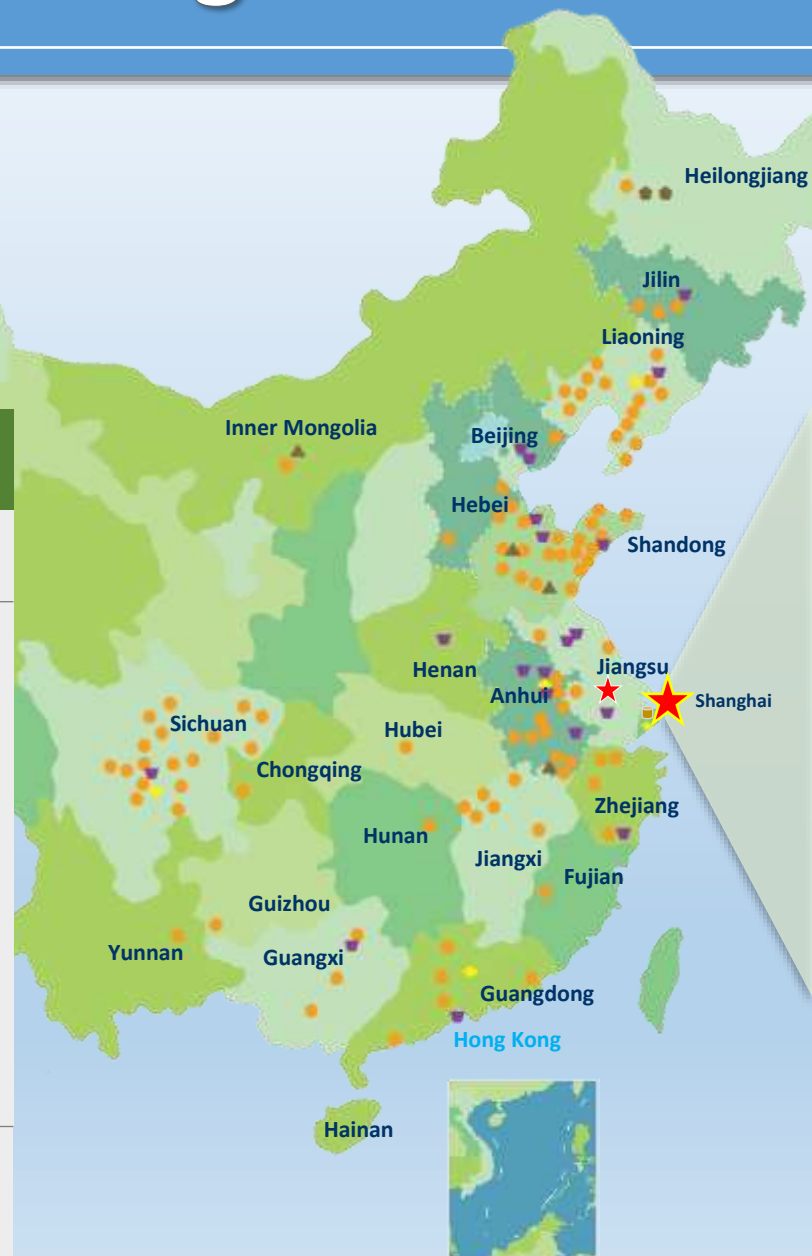 Heilongjiang
Jilin
Liaoning
Inner Mongolia
Beijing
Hebei
Shandong
Henan
Jiangsu
Anhui
Shanghai
Sichuan
Hubei
Chongqing
Zhejiang
Hunan
Jiangxi
Fujian
Guizhou
Yunnan
Guangxi
Guangdong
Hong Kong
Hainan